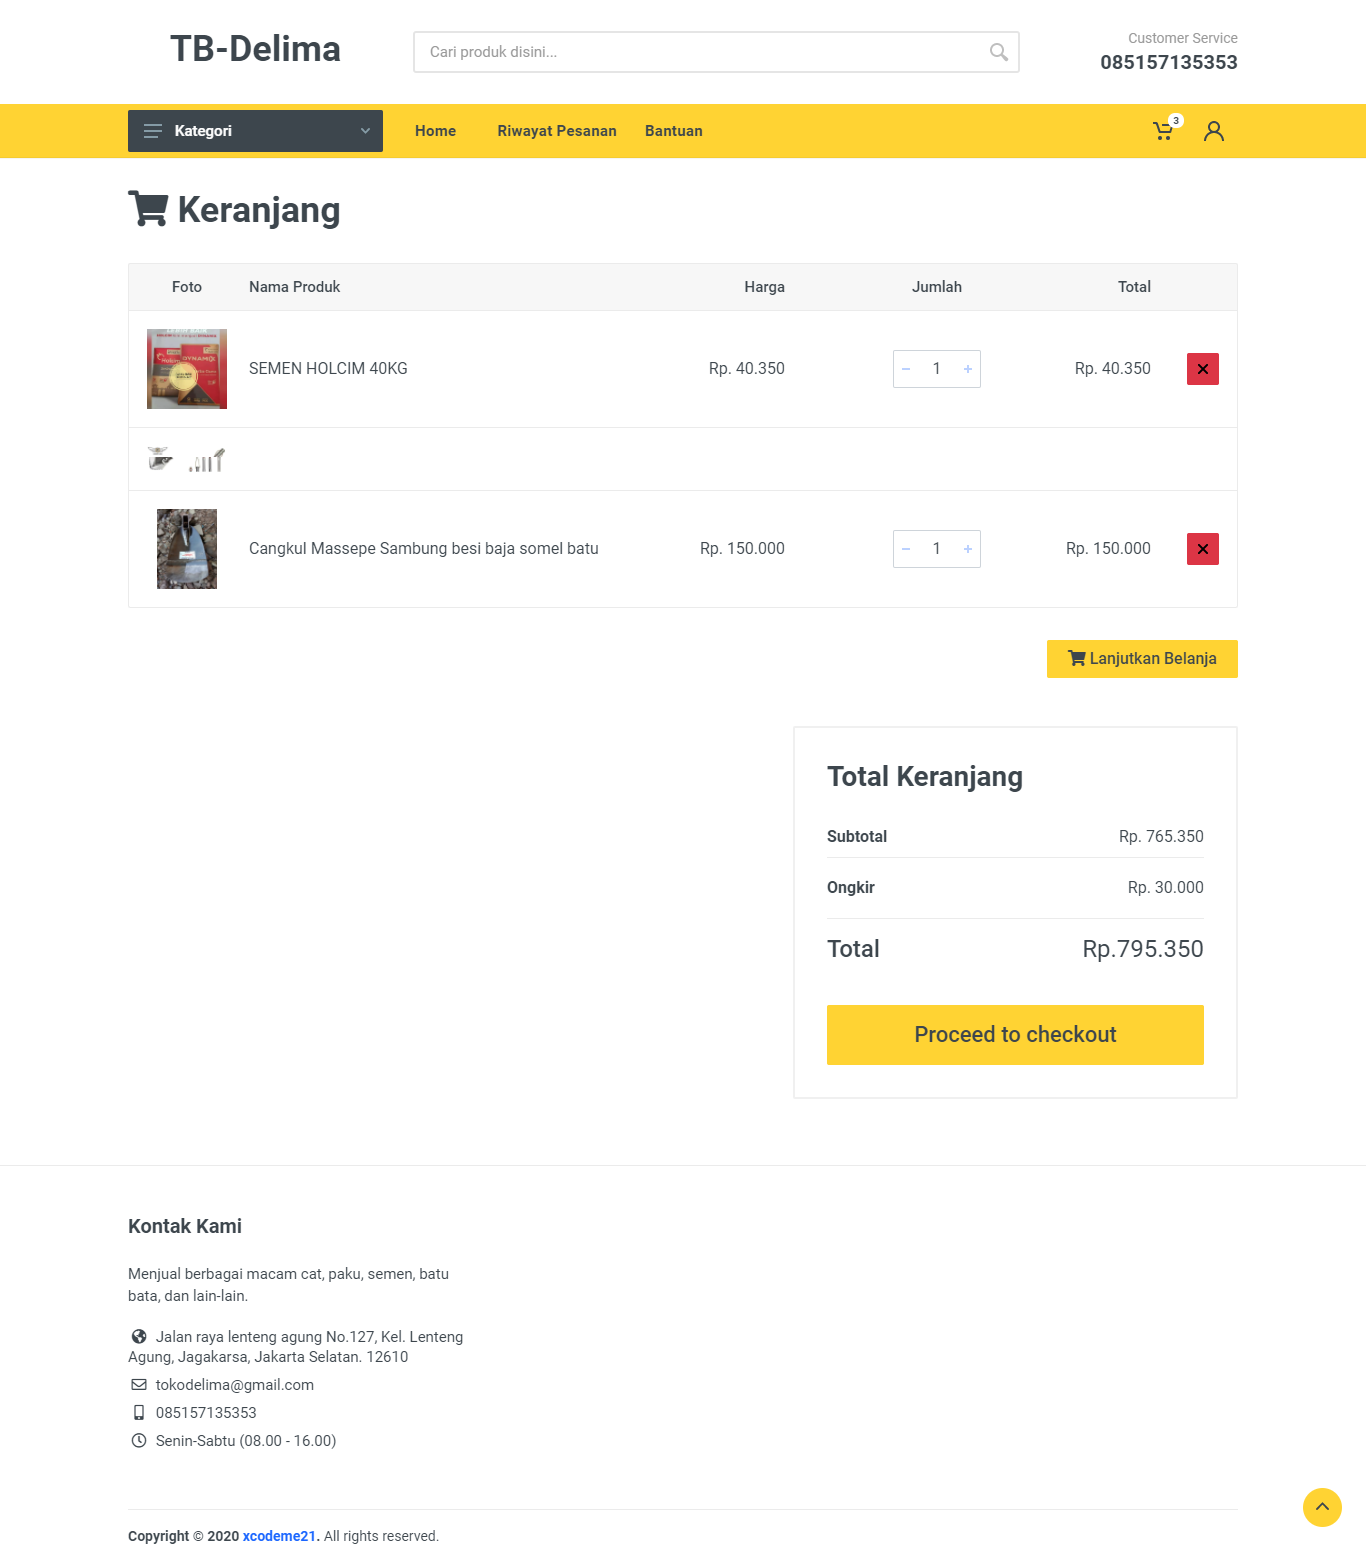 TB-Delima
Cari produk disini...
Customer Service
085157135353
Kategori
Home
Riwayat Pesanan
Bantuan
3
Keranjang
Foto
Nama Produk
Harga
Jumlah
Total
SEMEN HOLCIM 40KG
Rp. 40.350
1
Rp. 40.350
Cangkul Massepe Sambung besi baja somel batu
Rp. 150.000
1
Rp. 150.000
Lanjutkan Belanja
Total Keranjang
Subtotal
Rp. 765.350
Ongkir
Rp. 30.000
Total
Rp.795.350
Proceed to checkout
Kontak Kami
Menjual berbagai macam cat, paku, semen, batu
bata, dan lain-lain.
Jalan raya lenteng agung No.127, Kel. Lenteng
Agung, Jagakarsa, Jakarta Selatan. 12610
tokodelima@gmail.com
085157135353
Senin-Sabtu (08.00 - 16.00)
Copyright © 2020 xcodeme21. All rights reserved.